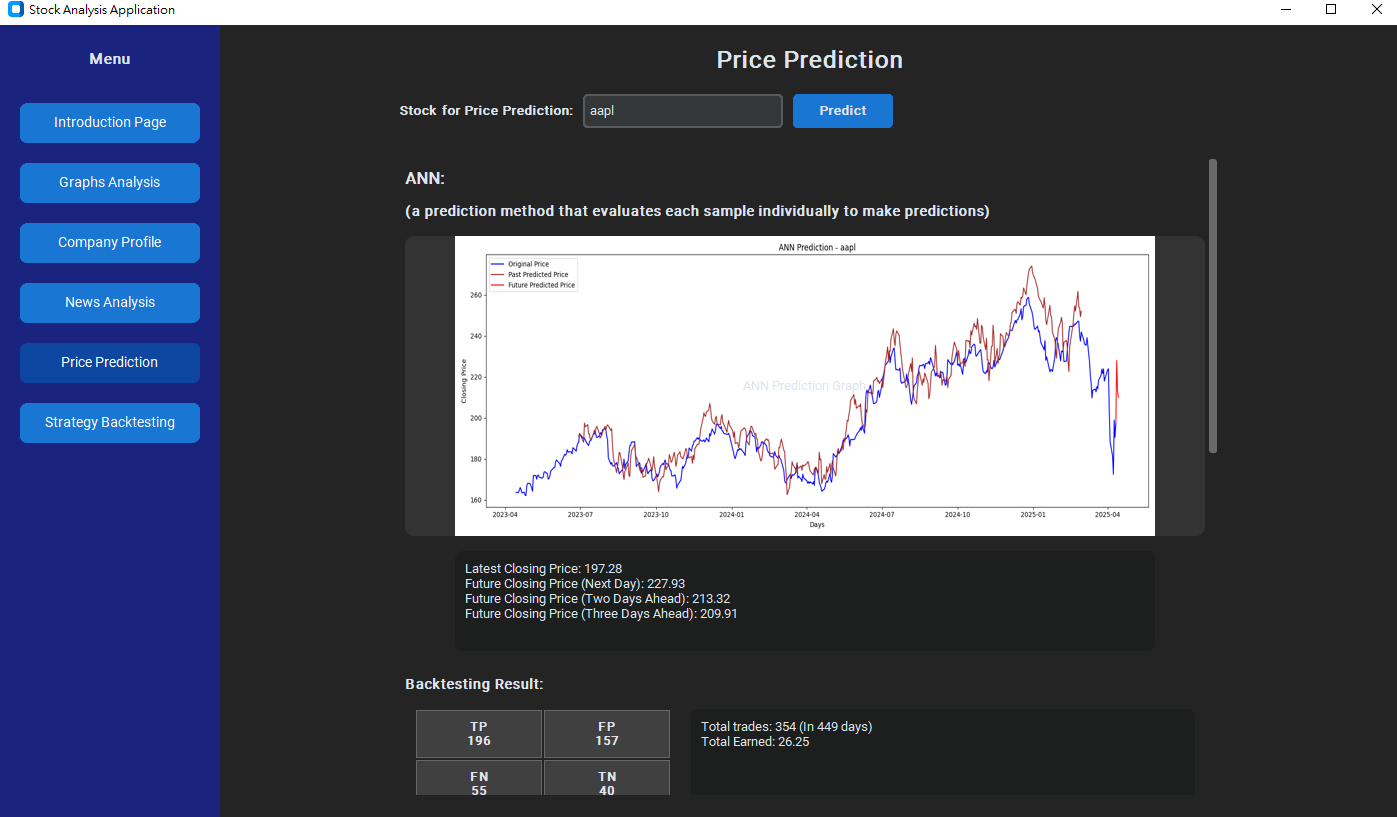 Stock Analysis Application
Menu
Introduction Page
Graphs Analysis
Company Profile
News Analysis
Price Prediction
Strategy Backtesting
Price Prediction
Stock for Price Prediction: aapl Predict
ANN:
(a prediction method that evaluates each sample individually to make predictions)
ANN Prediction - aapl
Original Price
Past Predicted Price
Future Predicted Price
Closing Price
260
240
220
200
180
160
ANN Prediction Graph
2023-04 2023-07 2023-10 2024-01 2024-04 2024-07 2024-10 2025-01 2025-04
Days
Latest Closing Price: 197.28
Future Closing Price (Next Day): 227.93
Future Closing Price (Two Days Ahead): 213.32
Future Closing Price (Three Days Ahead): 209.91
Backtesting Result:
TP FP
196 157
FN TN
55 40
Total trades: 354 (In 449 days)
Total Earned: 26.25